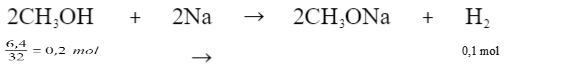 2CH₃OH + 2Na → 2CH₃ONa + H₂
6,4/32 = 0,2 mol → 0,1 mol